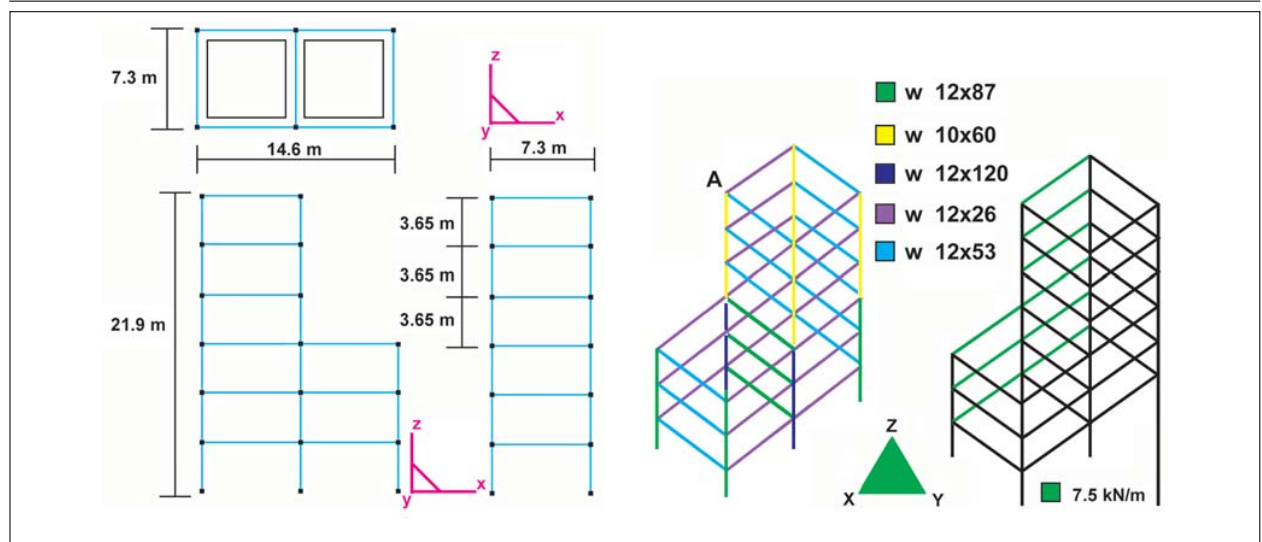 7.3 m
14.6 m
z
x
y
7.3 m
21.9 m
3.65 m
3.65 m
3.65 m
z
x
y
A
w 12x87
w 10x60
w 12x120
w 12x26
w 12x53
Z
X
Y
7.5 kN/m